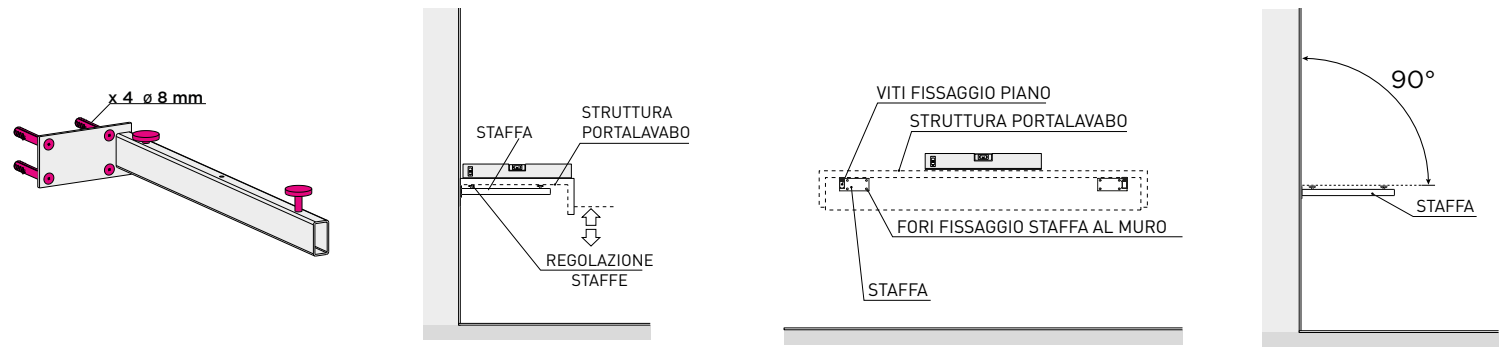 x 4 ø 8 mm
STAFFA
STRUTTURA
PORTALAVABO
REGOLAZIONE
STAFFE
VITI FISSAGGIO PIANO
STRUTTURA PORTALAVABO
FORI FISSAGGIO STAFFA AL MURO
STAFFA
90°
STAFFA